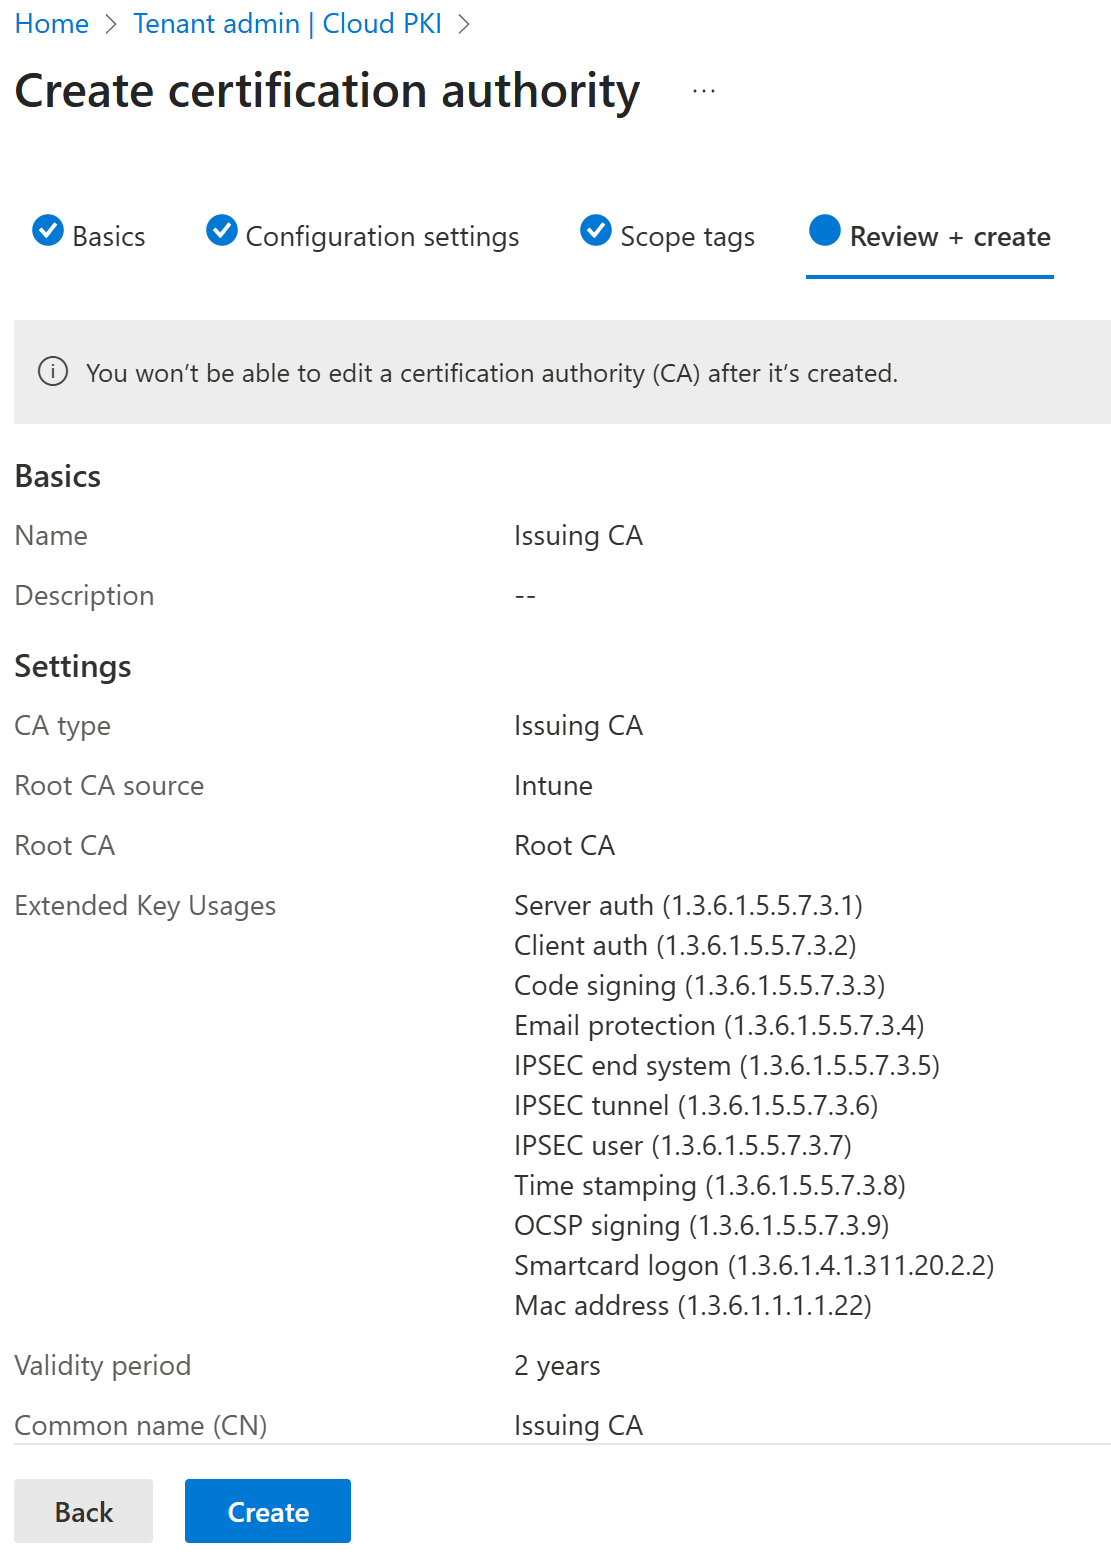 Home > Tenant admin | Cloud PKI >
Create certification authority ...
Basics Configuration settings Scope tags Review + create
You won’t be able to edit a certification authority (CA) after it’s created.
Basics
Name Issuing CA
Description --
Settings
CA type Issuing CA
Root CA source Intune
Root CA Root CA
Extended Key Usages Server auth (1.3.6.1.5.5.7.3.1)
Client auth (1.3.6.1.5.5.7.3.2)
Code signing (1.3.6.1.5.5.7.3.3)
Email protection (1.3.6.1.5.5.7.3.4)
IPSEC end system (1.3.6.1.5.5.7.3.5)
IPSEC tunnel (1.3.6.1.5.5.7.3.6)
IPSEC user (1.3.6.1.5.5.7.3.7)
Time stamping (1.3.6.1.5.5.7.3.8)
OCSP signing (1.3.6.1.5.5.7.3.9)
Smartcard logon (1.3.6.1.4.1.311.20.2.2)
Mac address (1.3.6.1.1.1.1.22)
Validity period 2 years
Common name (CN) Issuing CA
Back Create